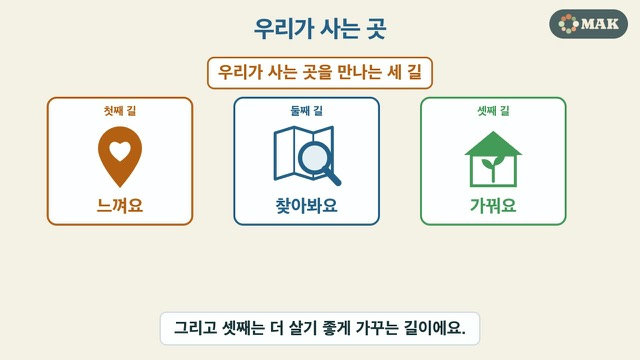 우리가 사는 곳
MAK
우리가 사는 곳을 만나는 세 길
첫째 길
느껴요
둘째 길
찾아봐요
셋째 길
가꿔요
그리고 셋째는 더 살기 좋게 가꾸는 길이에요.